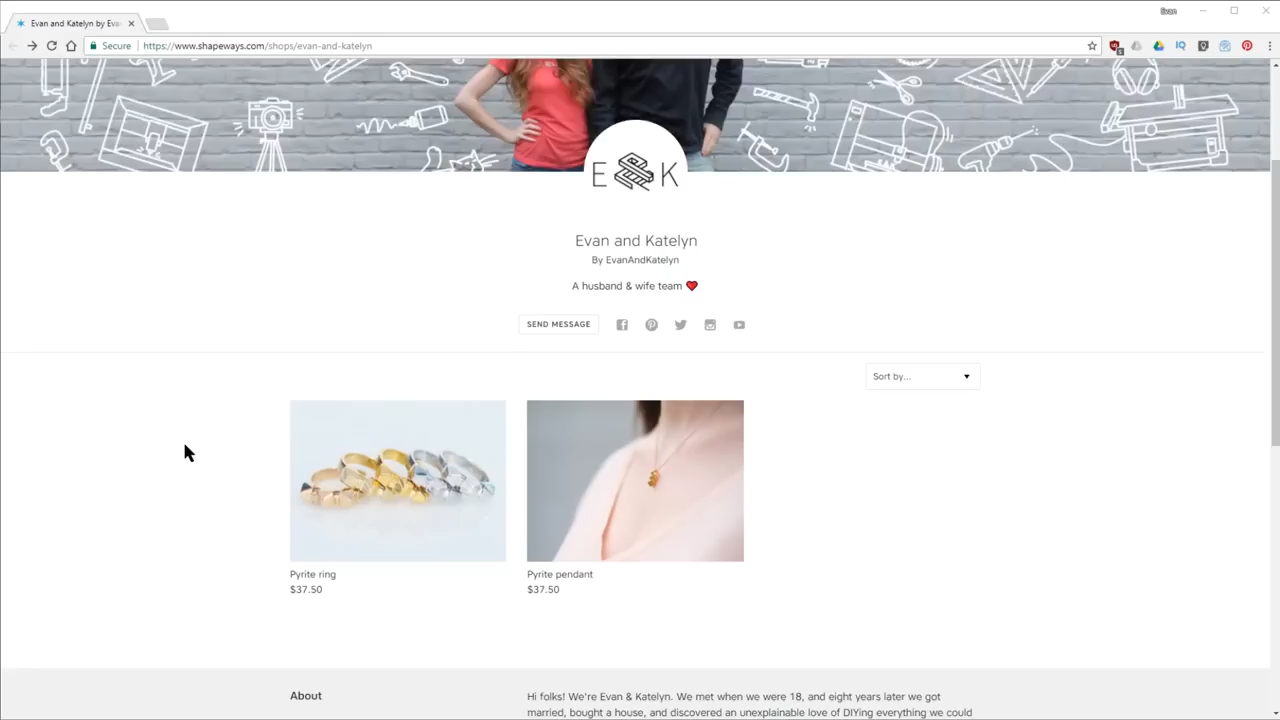 Evan
Evan and Katelyn by Eva
Secure
https://www.shapeways.com/shops/evan-and-katelyn
E K
Evan and Katelyn
By EvanAndKatelyn
A husband & wife team ❤
SEND MESSAGE
Sort by...
Pyrite ring
$37.50
Pyrite pendant
$37.50
About
Hi folks! We're Evan & Katelyn. We met when we were 18, and eight years later we got
married, bought a house, and discovered an unexplainable love of DIYing everything we could